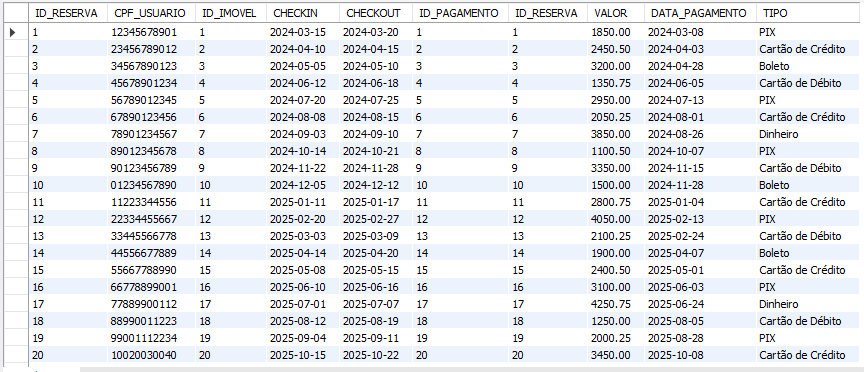 ID_RESERVA CPF_USUARIO ID_IMOVEL CHECKIN CHECKOUT ID_PAGAMENTO ID_RESERVA VALOR DATA_PAGAMENTO TIPO
1 12345678901 1 2024-03-15 2024-03-20 1 1 1850.00 2024-03-08 PIX
2 23456789012 2 2024-04-10 2024-04-15 2 2 2450.50 2024-04-03 Cartão de Crédito
3 34567890123 3 2024-05-05 2024-05-10 3 3 3200.00 2024-04-28 Boleto
4 45678901234 4 2024-06-12 2024-06-18 4 4 1350.75 2024-06-05 Cartão de Débito
5 56789012345 5 2024-07-20 2024-07-25 5 5 2950.00 2024-07-13 PIX
6 67890123456 6 2024-08-08 2024-08-15 6 6 2050.25 2024-08-01 Cartão de Crédito
7 78901234567 7 2024-09-03 2024-09-10 7 7 3850.00 2024-08-26 Dinheiro
8 89012345678 8 2024-10-14 2024-10-21 8 8 1100.50 2024-10-07 PIX
9 90123456789 9 2024-11-22 2024-11-28 9 9 3350.00 2024-11-15 Cartão de Débito
10 01234567890 10 2024-12-05 2024-12-12 10 10 1500.00 2024-11-28 Boleto
11 11223344556 11 2025-01-11 2025-01-17 11 11 2800.75 2025-01-04 Cartão de Crédito
12 22334455667 12 2025-02-20 2025-02-27 12 12 4050.00 2025-02-13 PIX
13 33445566778 13 2025-03-03 2025-03-09 13 13 2100.25 2025-02-24 Cartão de Débito
14 44556677889 14 2025-04-14 2025-04-20 14 14 1900.00 2025-04-07 Boleto
15 55667788990 15 2025-05-08 2025-05-15 15 15 2400.50 2025-05-01 Cartão de Crédito
16 66778899001 16 2025-06-10 2025-06-16 16 16 3100.00 2025-06-03 PIX
17 77889900112 17 2025-07-01 2025-07-07 17 17 4250.75 2025-06-24 Dinheiro
18 88990011223 18 2025-08-12 2025-08-19 18 18 1250.00 2025-08-05 Cartão de Débito
19 99001112234 19 2025-09-04 2025-09-11 19 19 2000.25 2025-08-28 PIX
20 10020030040 20 2025-10-15 2025-10-22 20 20 3450.00 2025-10-08 Cartão de Crédito